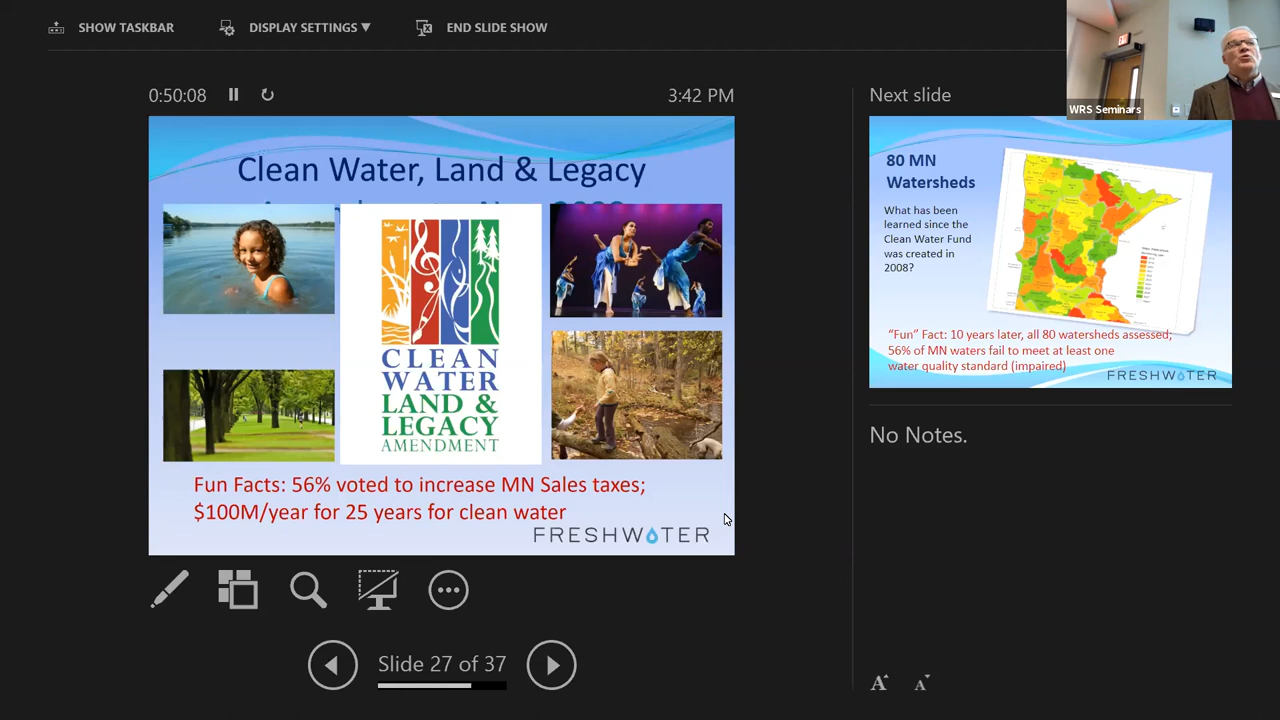 SHOW TASKBAR
DISPLAY SETTINGS ▼
END SLIDE SHOW
0:50:08
3:42 PM
Clean Water, Land & Legacy
CLEAN
WATER
LAND &
LEGACY
AMENDMENT
Fun Facts: 56% voted to increase MN Sales taxes;
$100M/year for 25 years for clean water
FRESHWATER
Slide 27 of 37
Next slide
80 MN
Watersheds
What has been
learned since the
Clean Water Fund
was created in
2008?
“Fun” Fact: 10 years later, all 80 watersheds assessed;
56% of MN waters fail to meet at least one
water quality standard (impaired)
FRESHWATER
No Notes.
A A
EXIT
WRS Seminars